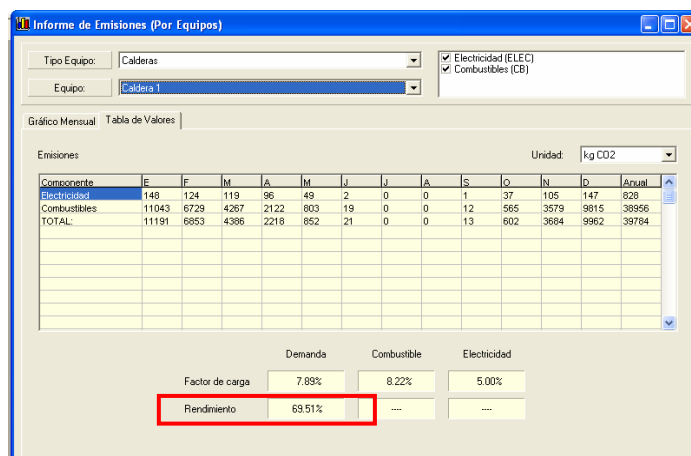 Informe de Emisiones (Por Equipos)
Tipo Equipo: Calderas
Electricidad (ELEC)
Combustibles (CB)
Equipo: Caldera 1
Gráfico Mensual Tabla de Valores
Emisiones Unidad: kg CO2
Componente E F M A M J J A S O N D Anual
Electricidad 148 124 119 96 49 2 0 0 1 37 105 147 828
Combustibles 11043 6729 4267 2122 803 19 0 0 12 565 3579 9815 38956
TOTAL: 11191 6853 4386 2218 852 21 0 0 13 602 3684 9962 39784
Demanda Combustible Electricidad
Factor de carga 7.89% 8.22% 5.00%
Rendimiento 69.51% ---- ----